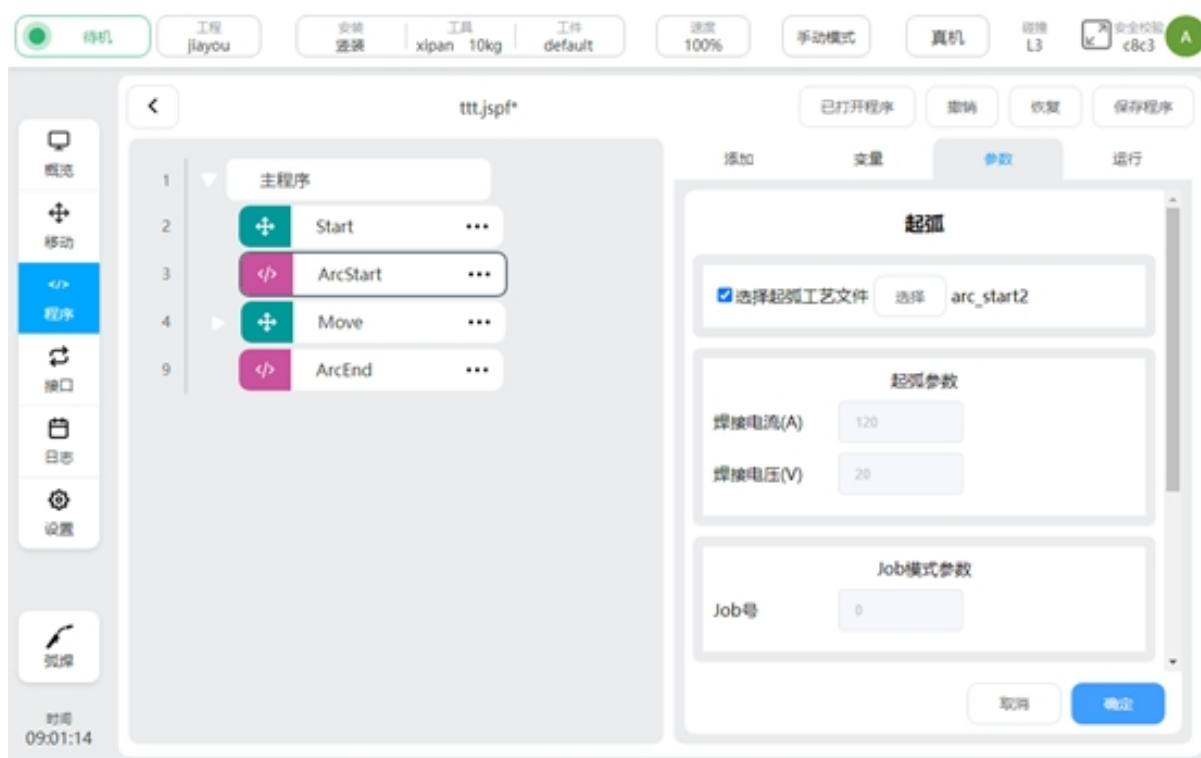 待机
工程
jiayou
安装
竖装
工具
xipan 10kg
工件
default
速度
100%
手动模式
真机
碰撞
L3
安全校验
c8c3
A
ttt.jspf*
已打开程序
撤销
恢复
保存程序
概览
移动
</>
程序
接口
日志
设置
弧焊
时间
09:01:14
1 主程序
2 Start •••
3 </> ArcStart •••
4 Move •••
9 </> ArcEnd •••
添加 变量 参数 运行
起弧
选择起弧工艺文件 选择 arc_start2
起弧参数
焊接电流(A) 120
焊接电压(V) 20
Job模式参数
Job号 0
取消 确定